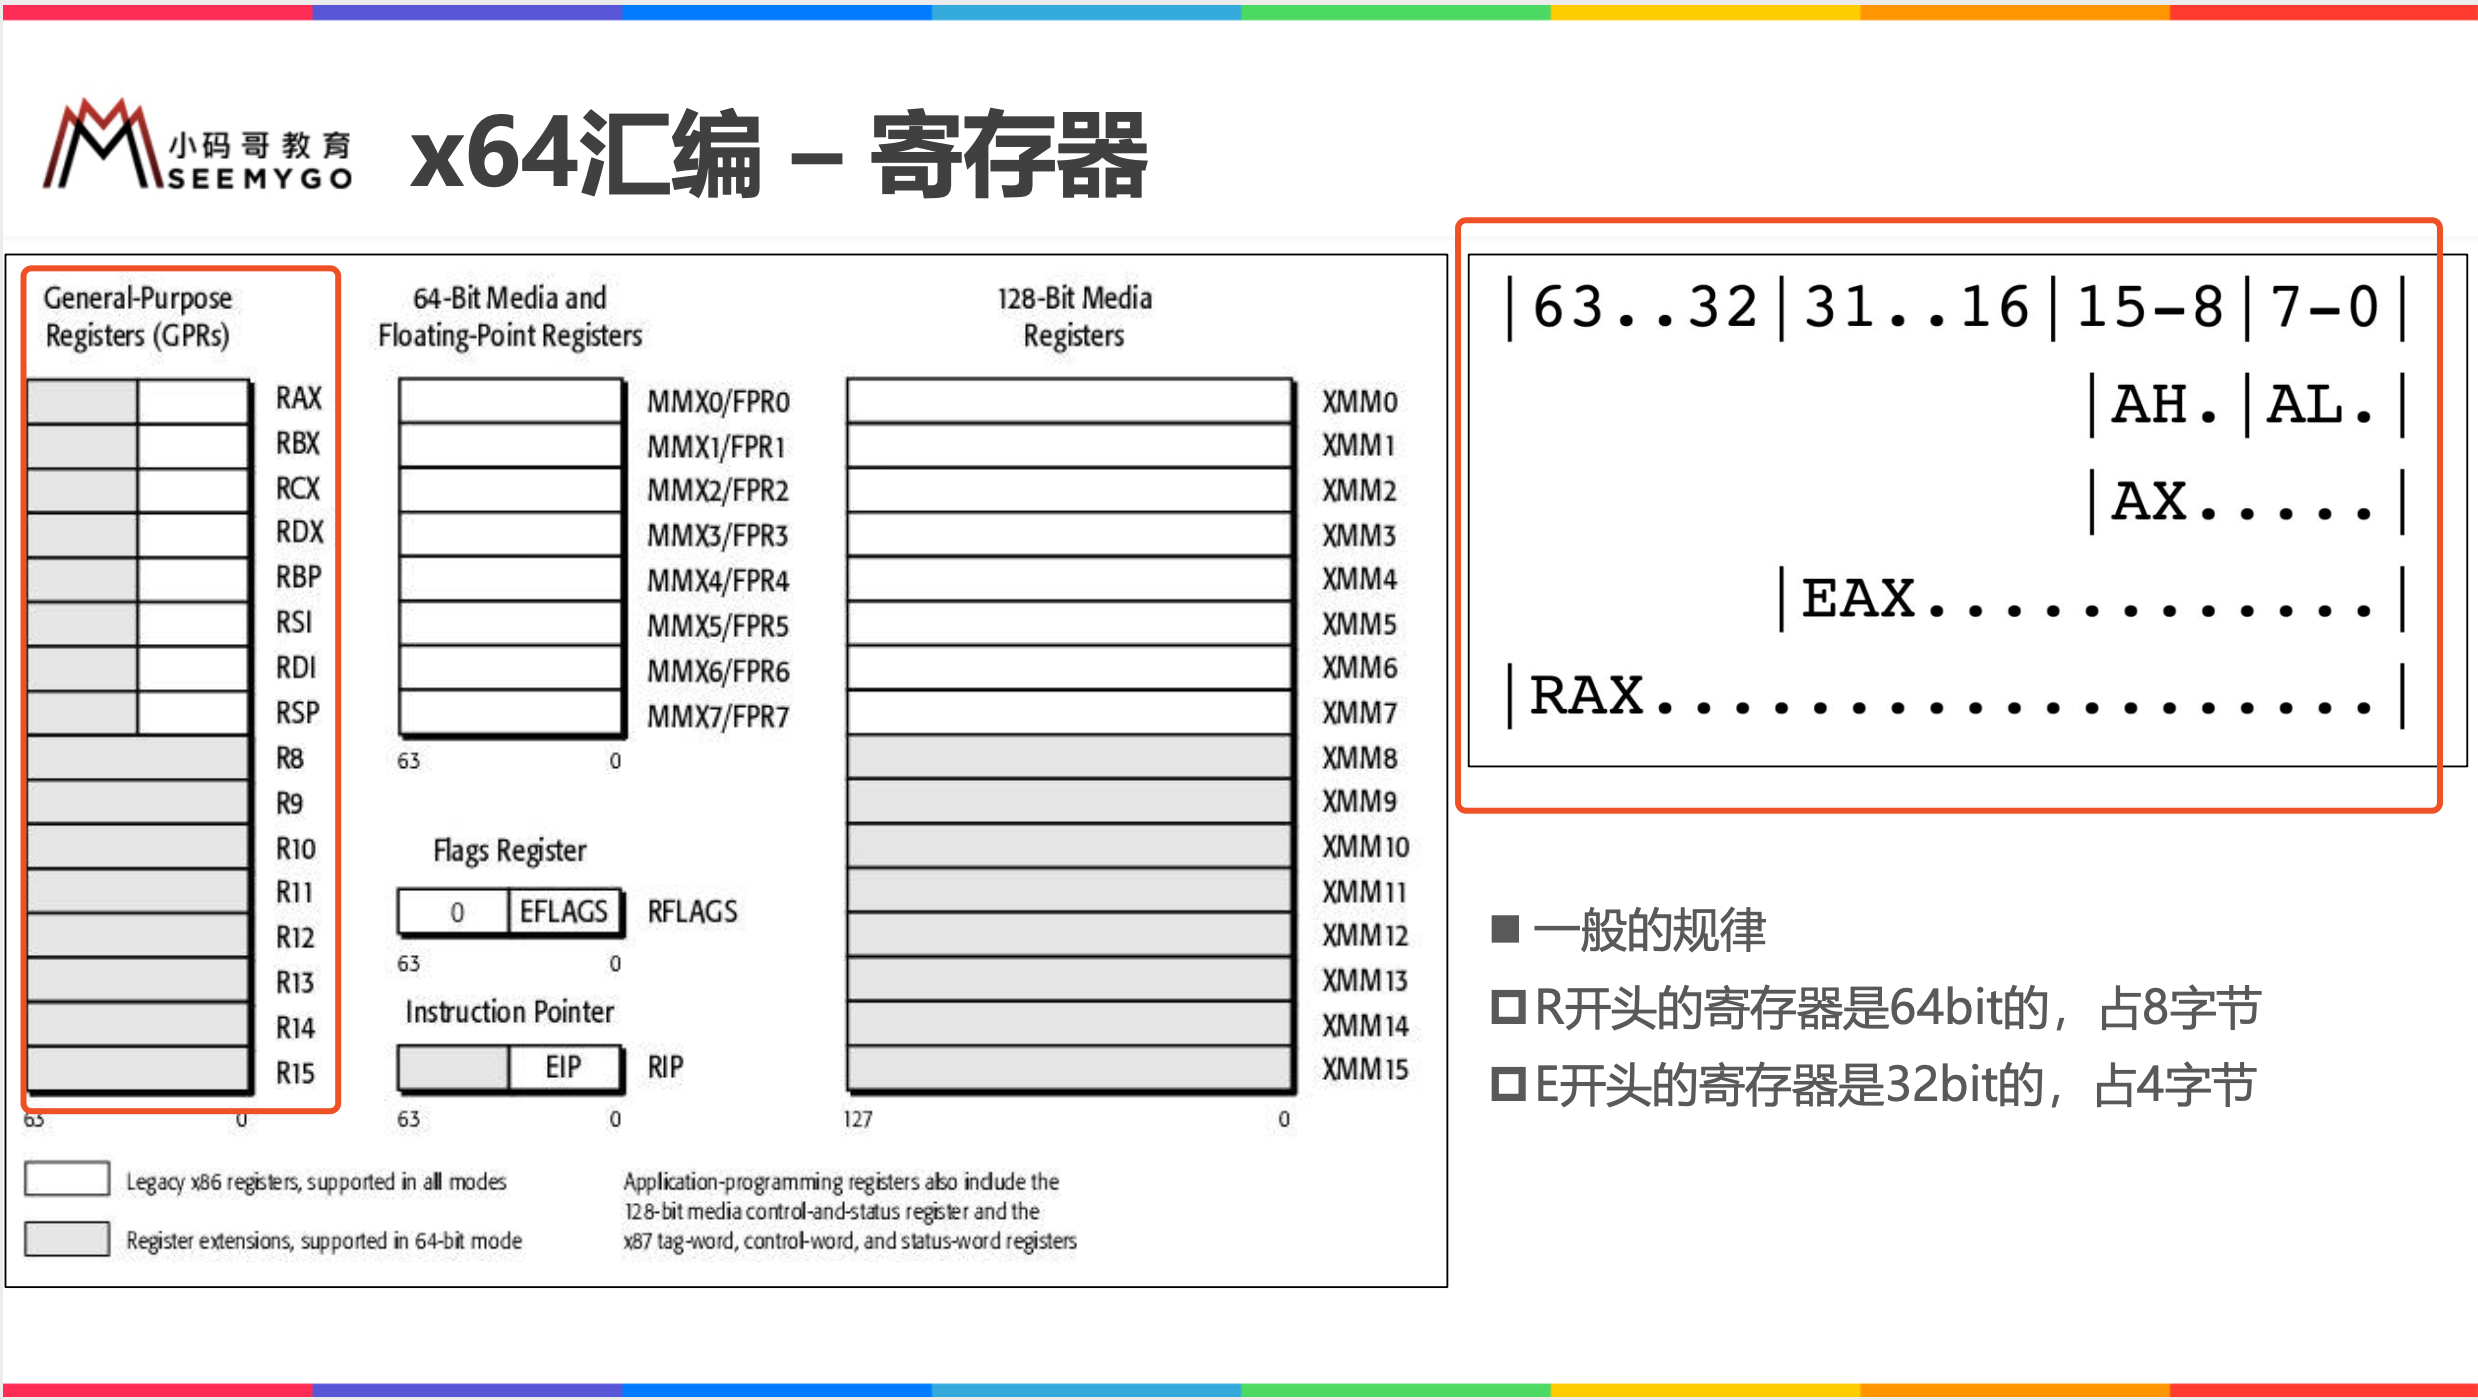 小码哥教育
SEEMYGO
x64汇编 – 寄存器
General-Purpose
Registers (GPRs)
RAX
RBX
RCX
RDX
RBP
RSI
RDI
RSP
R8
R9
R10
R11
R12
R13
R14
R15
63 0
64-Bit Media and
Floating-Point Registers
MMX0/FPR0
MMX1/FPR1
MMX2/FPR2
MMX3/FPR3
MMX4/FPR4
MMX5/FPR5
MMX6/FPR6
MMX7/FPR7
63 0
Flags Register
0 EFLAGS RFLAGS
63 0
Instruction Pointer
EIP RIP
63 0
128-Bit Media
Registers
XMM0
XMM1
XMM2
XMM3
XMM4
XMM5
XMM6
XMM7
XMM8
XMM9
XMM10
XMM11
XMM12
XMM13
XMM14
XMM15
127 0
Legacy x86 registers, supported in all modes
Register extensions, supported in 64-bit mode
Application-programming registers also include the
128-bit media control-and-status register and the
x87 tag-word, control-word, and status-word registers
|63..32|31..16|15-8|7-0|
|AH.|AL.|
|AX.....|
|EAX............|
|RAX...................|
一般的规律
R开头的寄存器是64bit的，占8字节
E开头的寄存器是32bit的，占4字节